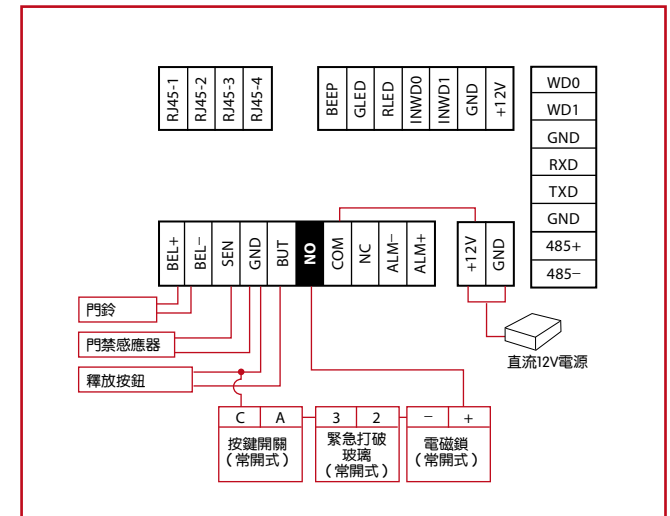 RJ45-1
RJ45-2
RJ45-3
RJ45-4
BEEP
GLED
RLED
INWD0
INWD1
GND
+12V
WD0
WD1
GND
RXD
TXD
GND
485+
485−
BEL+
BEL−
SEN
GND
BUT
NO
COM
NC
ALM−
ALM+
+12V
GND
門鈴
門禁感應器
釋放按鈕
直流12V電源
C A
按鍵開關
(常開式)
3 2
緊急打破
玻璃
(常開式)
− +
電磁鎖
(常開式)